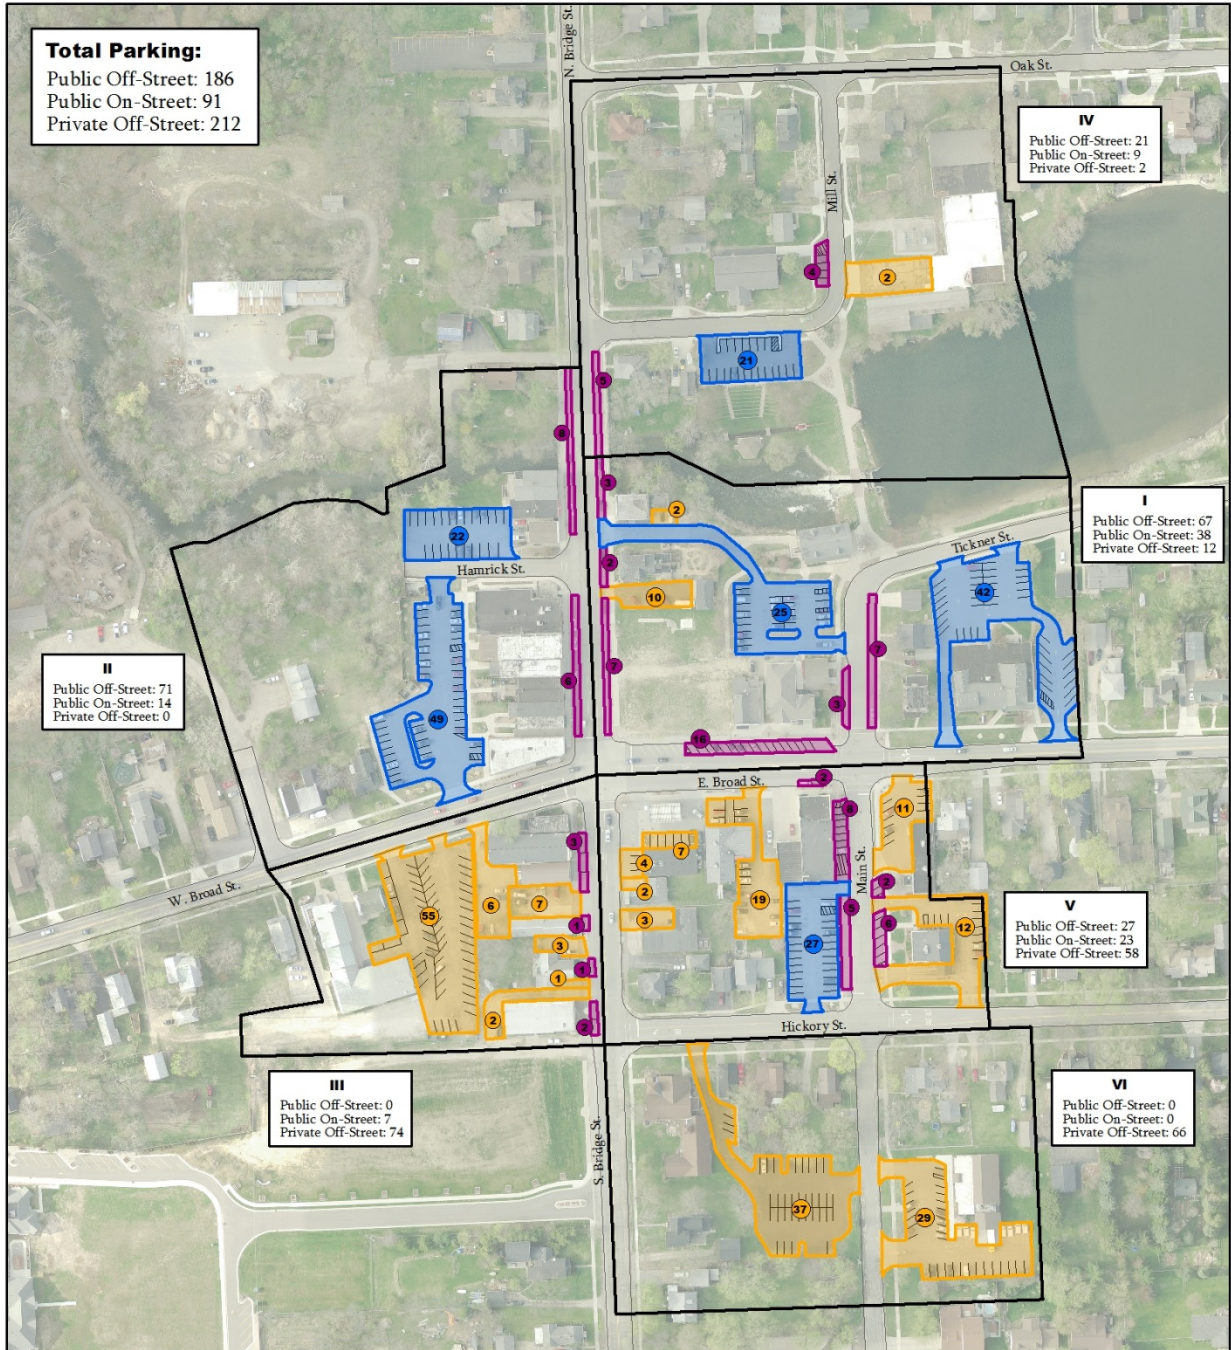 Total Parking:
Public Off-Street: 186
Public On-Street: 91
Private Off-Street: 212
N. Bridge St.
Oak St.
IV
Public Off-Street: 21
Public On-Street: 9
Private Off-Street: 2
Mill St.
4
2
21
5
8
3
2
22
Hamrick St.
2
10
25
Tickner St.
42
I
Public Off-Street: 67
Public On-Street: 38
Private Off-Street: 12
II
Public Off-Street: 71
Public On-Street: 14
Private Off-Street: 0
6
7
7
3
49
16
E. Broad St.
2
8
11
Main St.
W. Broad St.
3
7
4
2
3
19
2
5
6
12
27
55
6
7
1
3
1
1
2
2
Hickory St.
V
Public Off-Street: 27
Public On-Street: 23
Private Off-Street: 58
III
Public Off-Street: 0
Public On-Street: 7
Private Off-Street: 74
S. Bridge St.
VI
Public Off-Street: 0
Public On-Street: 0
Private Off-Street: 66
37
29